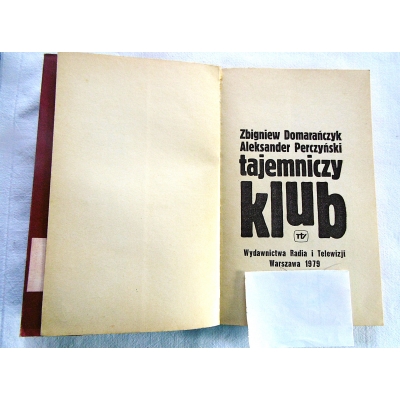 Zbigniew Domarańczyk
Aleksander Perczyński
tajemniczy
klub
Wydawnictwa Radia i Telewizji
Warszawa 1979